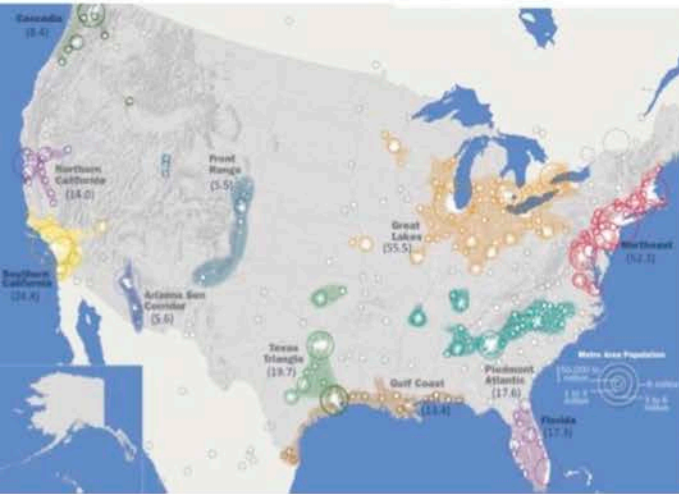 Cascadia
(8.4)
Northern
California
(14.0)
Front
Range
(5.5)
Great
Lakes
(55.5)
Northeast
(52.3)
Southern
California
(24.4)
Arizona Sun
Corridor
(5.6)
Texas
Triangle
(19.7)
Gulf Coast
(13.4)
Piedmont
Atlantic
(17.6)
Florida
(17.3)
Metro Area Population